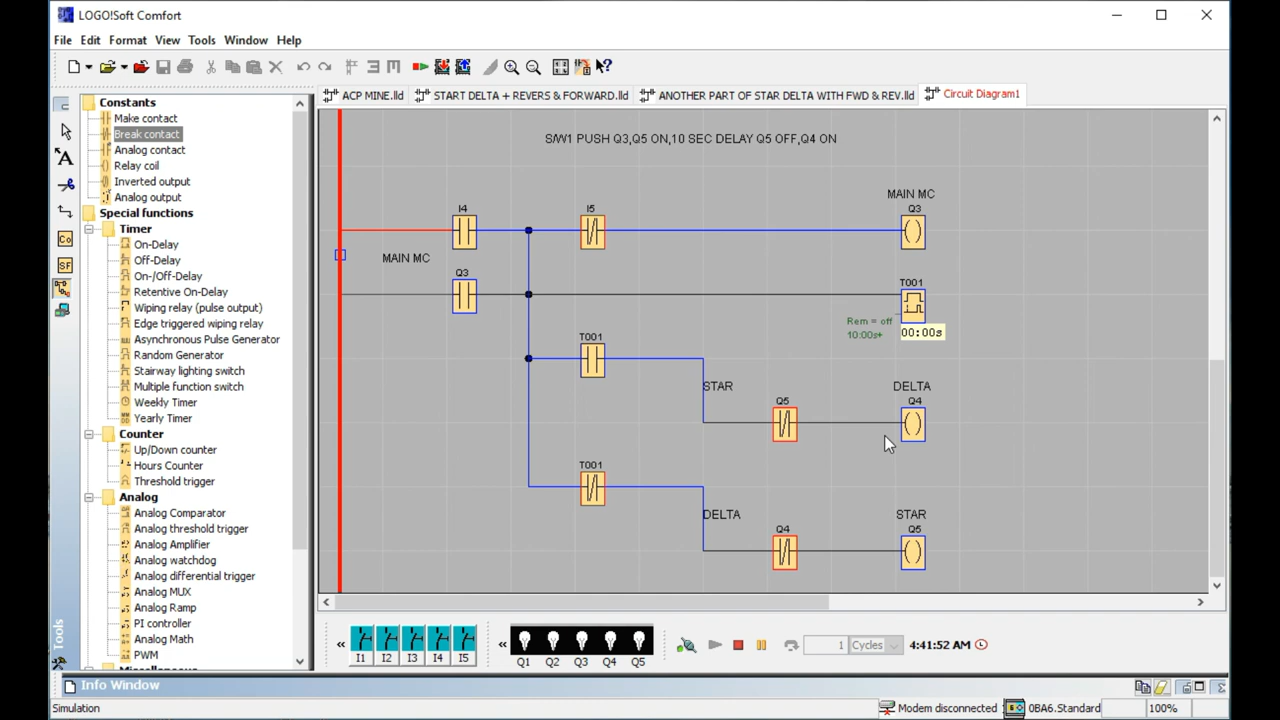 LOGO!Soft Comfort
File Edit Format View Tools Window Help
ACP MINE.lld START DELTA + REVERS & FORWARD.lld ANOTHER PART OF STAR DELTA WITH FWD & REV.lld Circuit Diagram1
Constants
Make contact
Break contact
Analog contact
Relay coil
Inverted output
Analog output
Special functions
Timer
On-Delay
Off-Delay
On-/Off-Delay
Retentive On-Delay
Wiping relay (pulse output)
Edge triggered wiping relay
Asynchronous Pulse Generator
Random Generator
Stairway lighting switch
Multiple function switch
Weekly Timer
Yearly Timer
Counter
Up/Down counter
Hours Counter
Threshold trigger
Analog
Analog Comparator
Analog threshold trigger
Analog Amplifier
Analog watchdog
Analog differential trigger
Analog MUX
Analog Ramp
PI controller
Analog Math
PWM
Co
SF
A
Tools
S/W1 PUSH Q3,Q5 ON,10 SEC DELAY Q5 OFF,Q4 ON
MAIN MC
I4 I5 Q3
MAIN MC
Q3 T001
Rem = off
10:00s+
00:00s
T001
STAR DELTA
Q5 Q4
T001
DELTA STAR
Q4 Q5
« I1 I2 I3 I4 I5 « Q1 Q2 Q3 Q4 Q5 1 Cycles 4:41:52 AM
Info Window
Simulation Modem disconnected 0BA6.Standard 100%